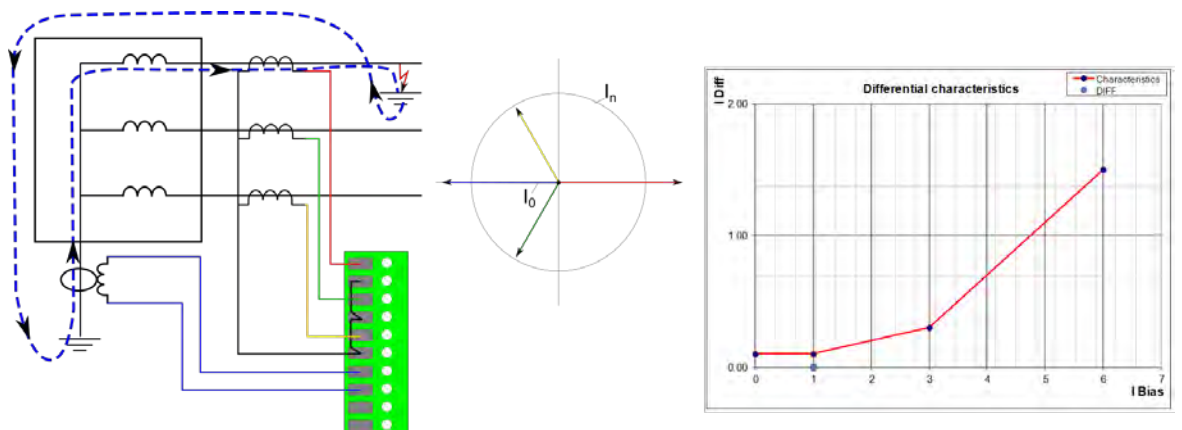 Iₙ
I₀
Differential characteristics
Characteristics
DIFF
I Diff
2.00
1.00
0.00
0 1 2 3 4 5 6 7
I Bias